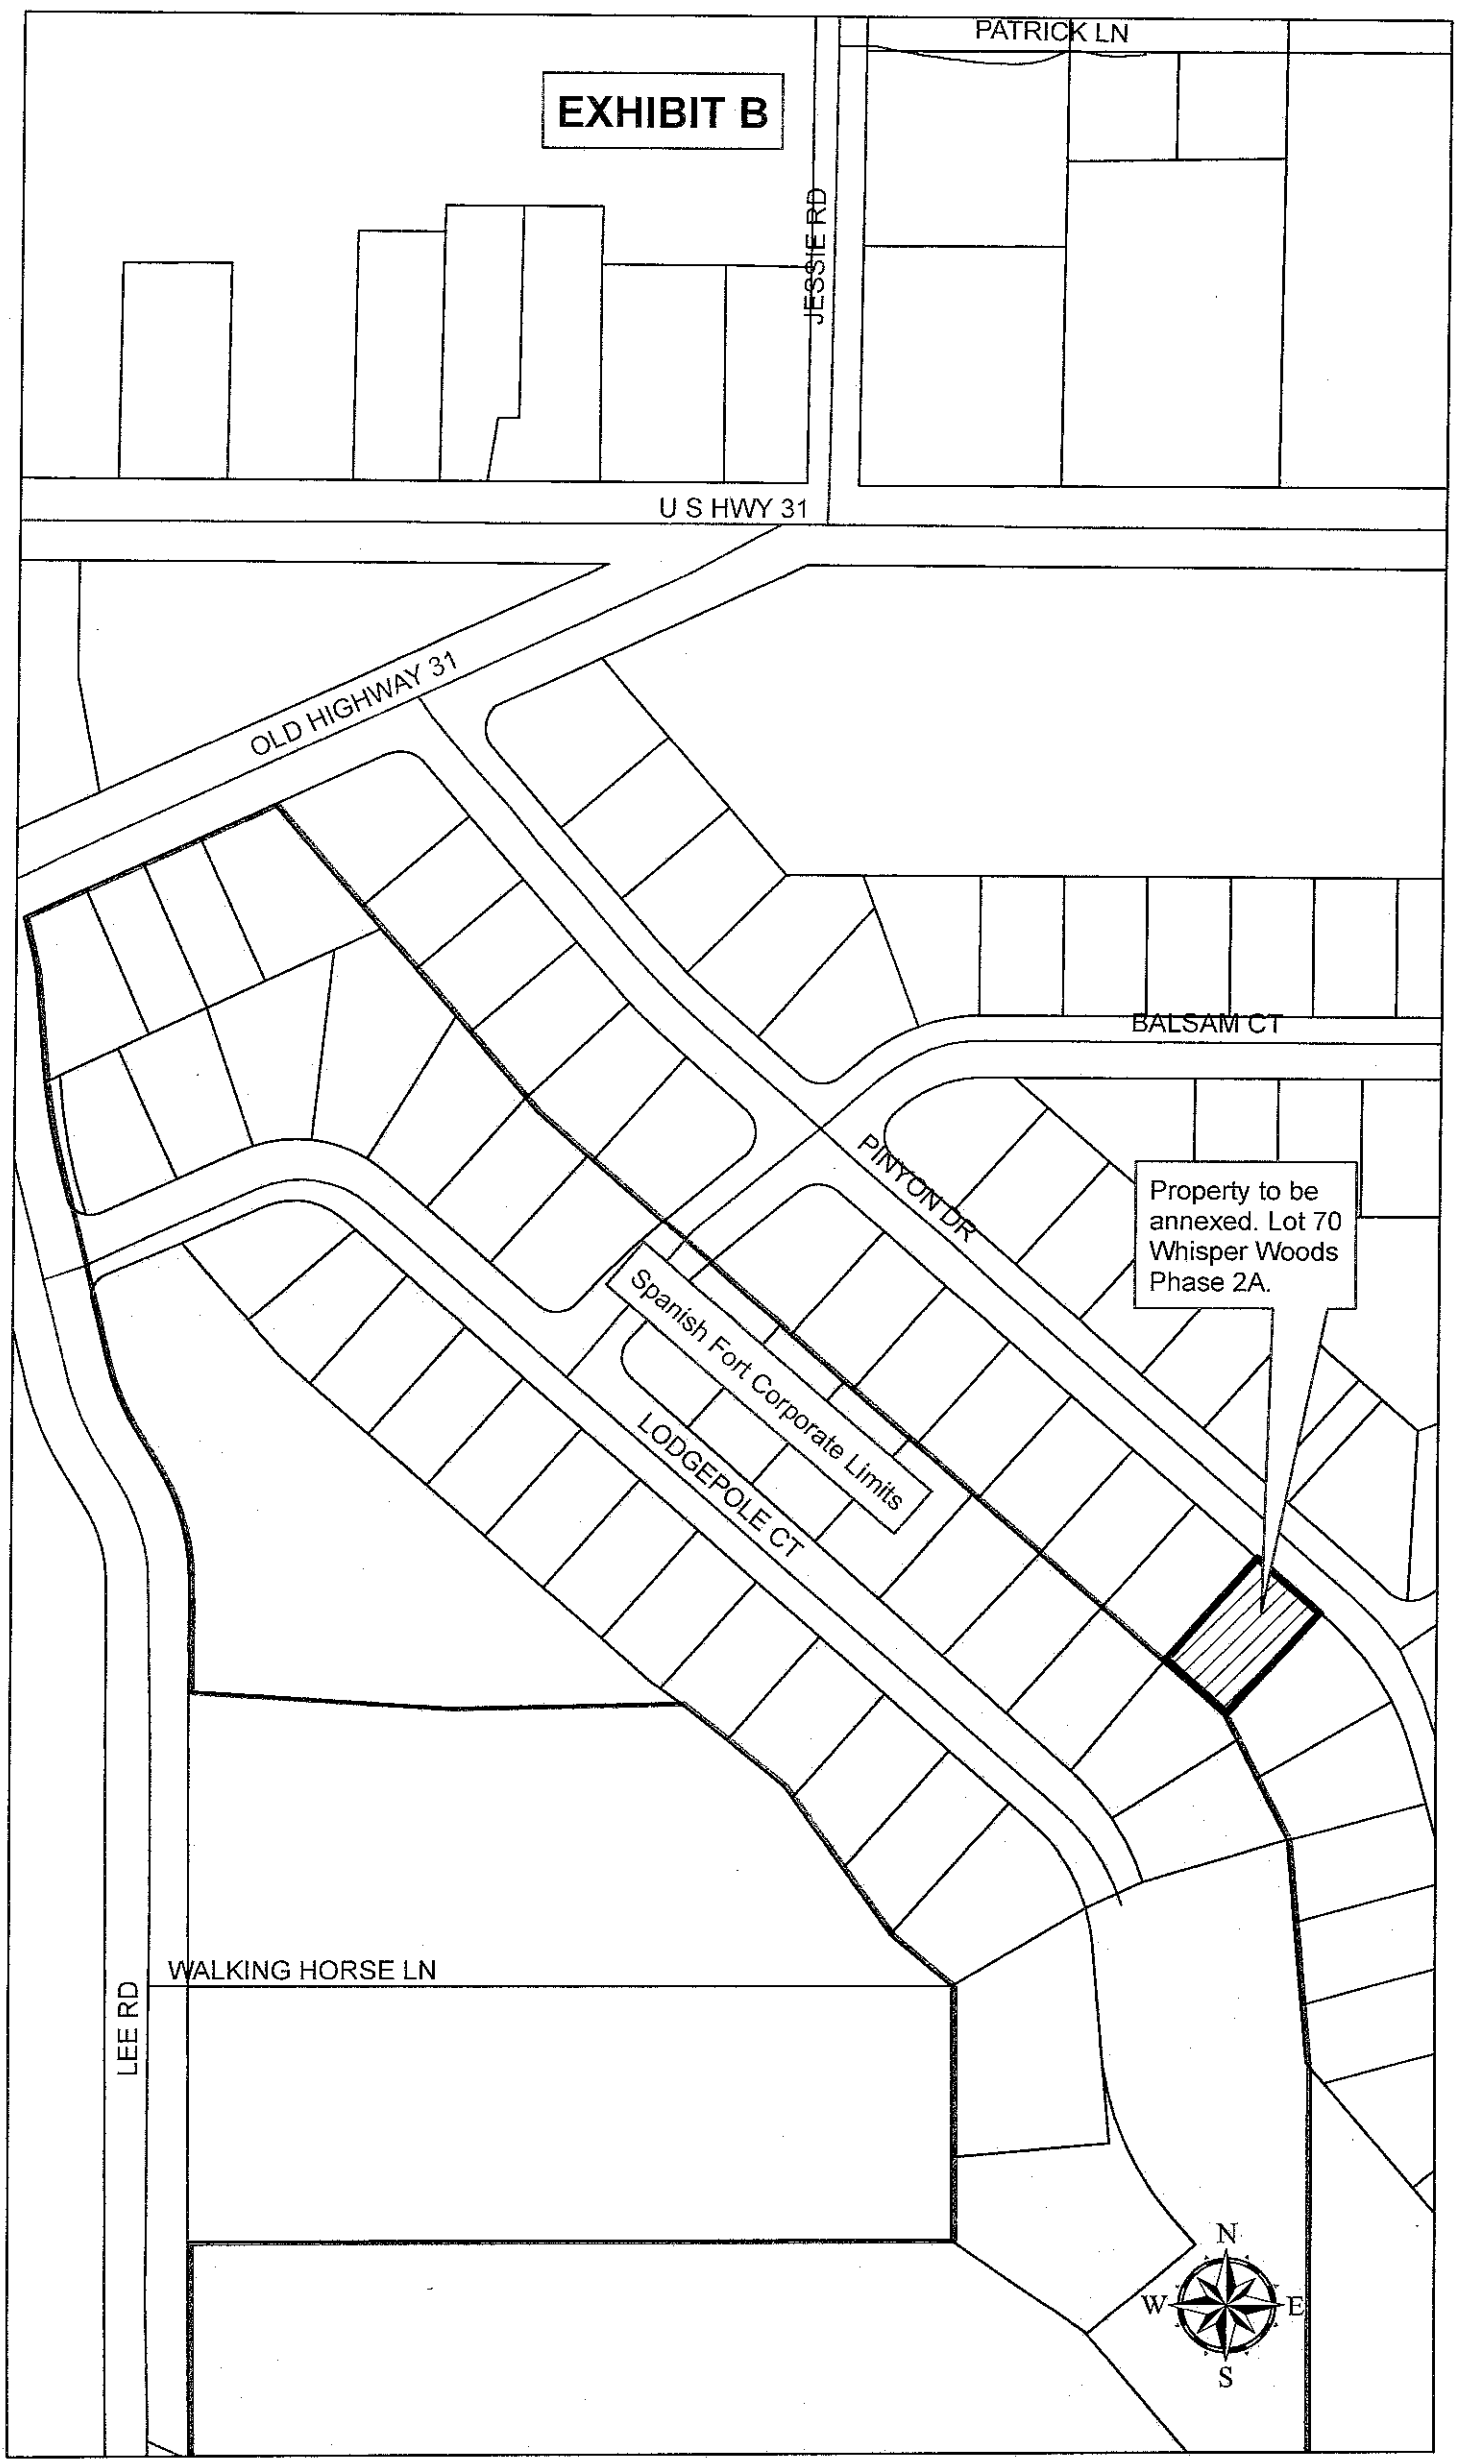 PATRICK LN
EXHIBIT B
JESSIE RD
U S HWY 31
OLD HIGHWAY 31
BALSAM CT
PINYON DR
Property to be
annexed. Lot 70
Whisper Woods
Phase 2A.
Spanish Fort Corporate Limits
LODGEPOLE CT
WALKING HORSE LN
LEE RD
N
W
E
S